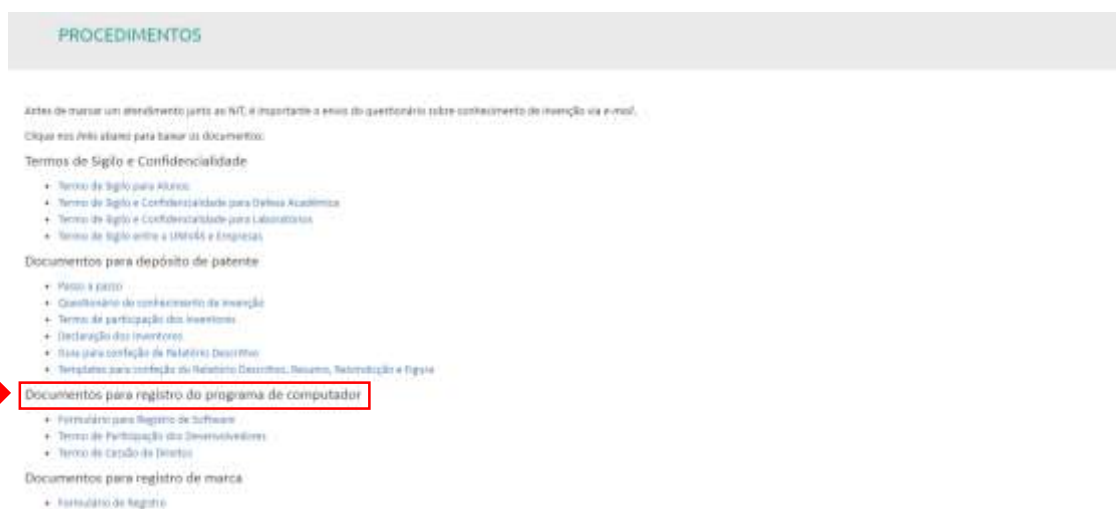 PROCEDIMENTOS
Antes de marcar um atendimento junto ao NIT, é importante o envio do questionário sobre conhecimento de invenção via e-mail.
Clique nos links abaixo para baixar os documentos:
Termos de Sigilo e Confidencialidade
Termo de Sigilo para Alunos
Termo de Sigilo e Confidencialidade para Defesa Acadêmica
Termo de Sigilo e Confidencialidade para Laboratórios
Termo de Sigilo entre a UNIVÁS e Empresas
Documentos para depósito de patente
Passo a passo
Questionário de conhecimento de invenção
Termo de participação dos inventores
Declaração dos inventores
Guia para confeção de Relatório Descritivo
Templates para confeção do Relatório Descritivo, Resumo, Reivindicação e Figura
Documentos para registro do programa de computador
Formulário para Registro de Software
Termo de Participação dos Desenvolvedores
Termo de Cessão de Direitos
Documentos para registro de marca
Formulário de Registro